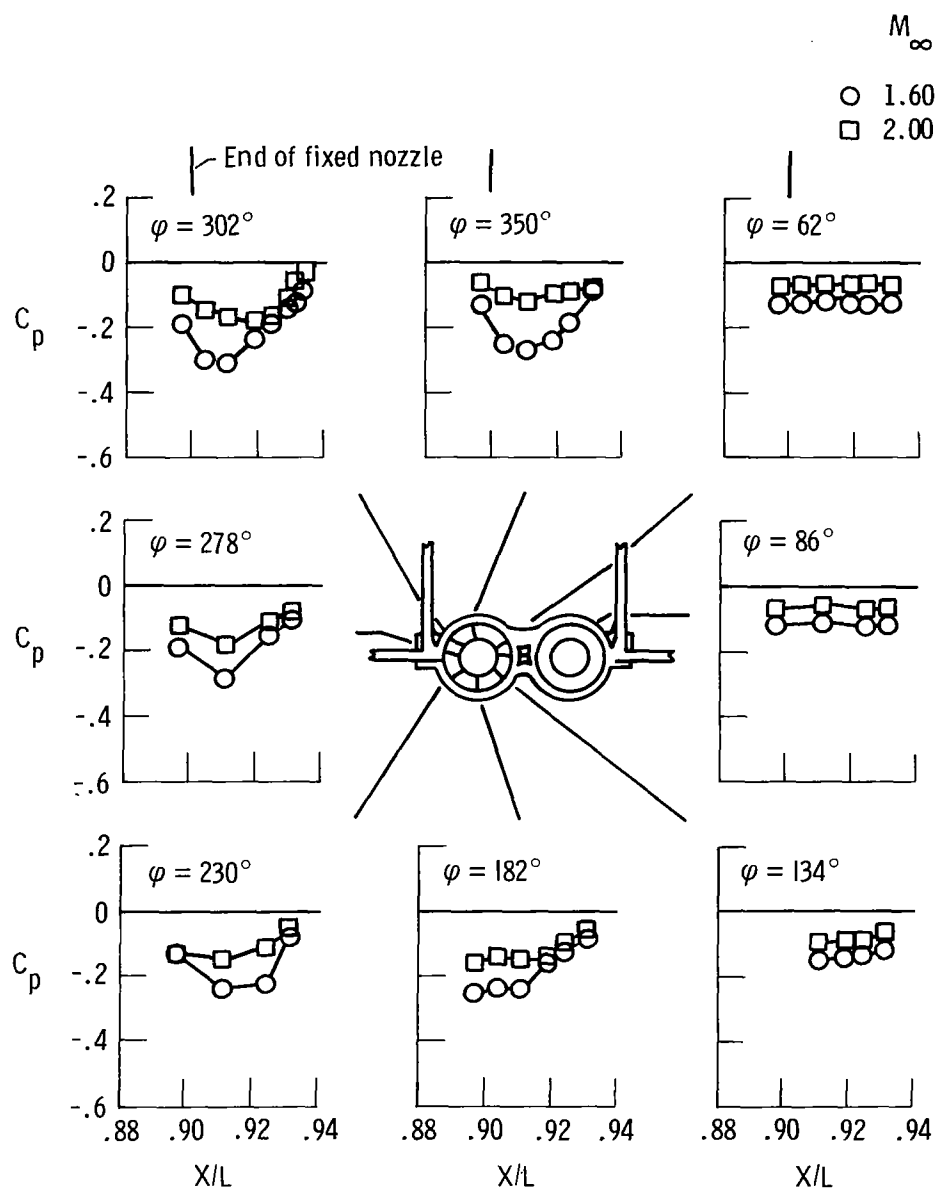 M∞
1.60
2.00
End of fixed nozzle
.2
0
-.2
-.4
-.6
Cp
φ = 302°
φ = 350°
φ = 62°
.2
0
-.2
-.4
-.6
Cp
φ = 278°
φ = 86°
.2
0
-.2
-.4
-.6
Cp
φ = 230°
φ = 182°
φ = 134°
.88 .90 .92 .94 .88 .90 .92 .94 .88 .90 .92 .94
X/L X/L X/L